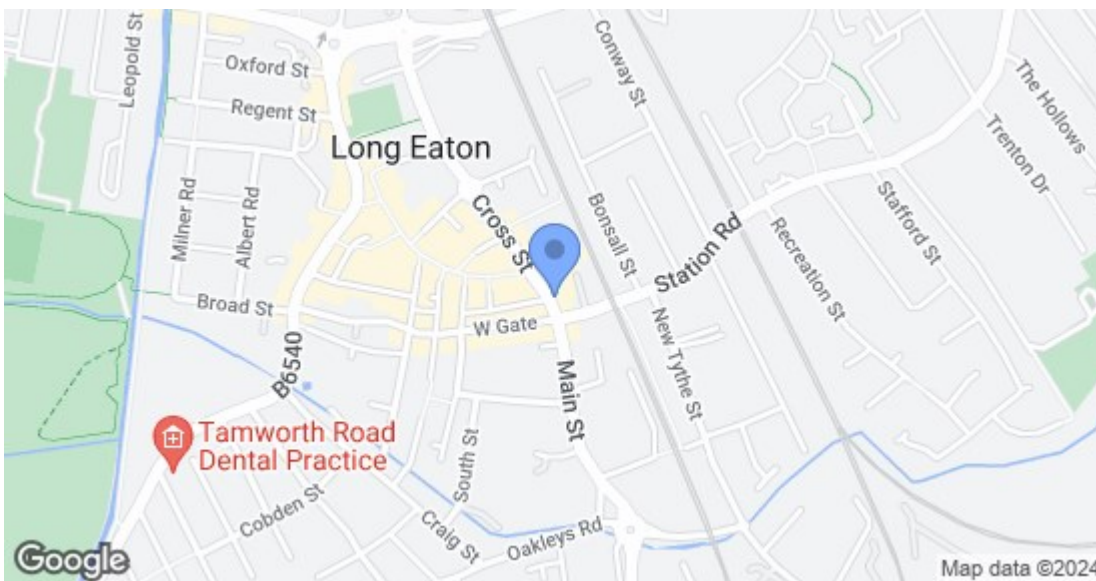 Leopold St
Oxford St
Regent St
Conway St
The Hollows
Trenton Dr
Long Eaton
Milner Rd
Albert Rd
Cross St
Bonsall St
Station Rd
Stafford St
Recreation St
Broad St
W Gate
New Tythe St
B6540
Main St
Tamworth Road
Dental Practice
South St
Cobden St
Craig St
Oakleys Rd
Google
Map data ©2024